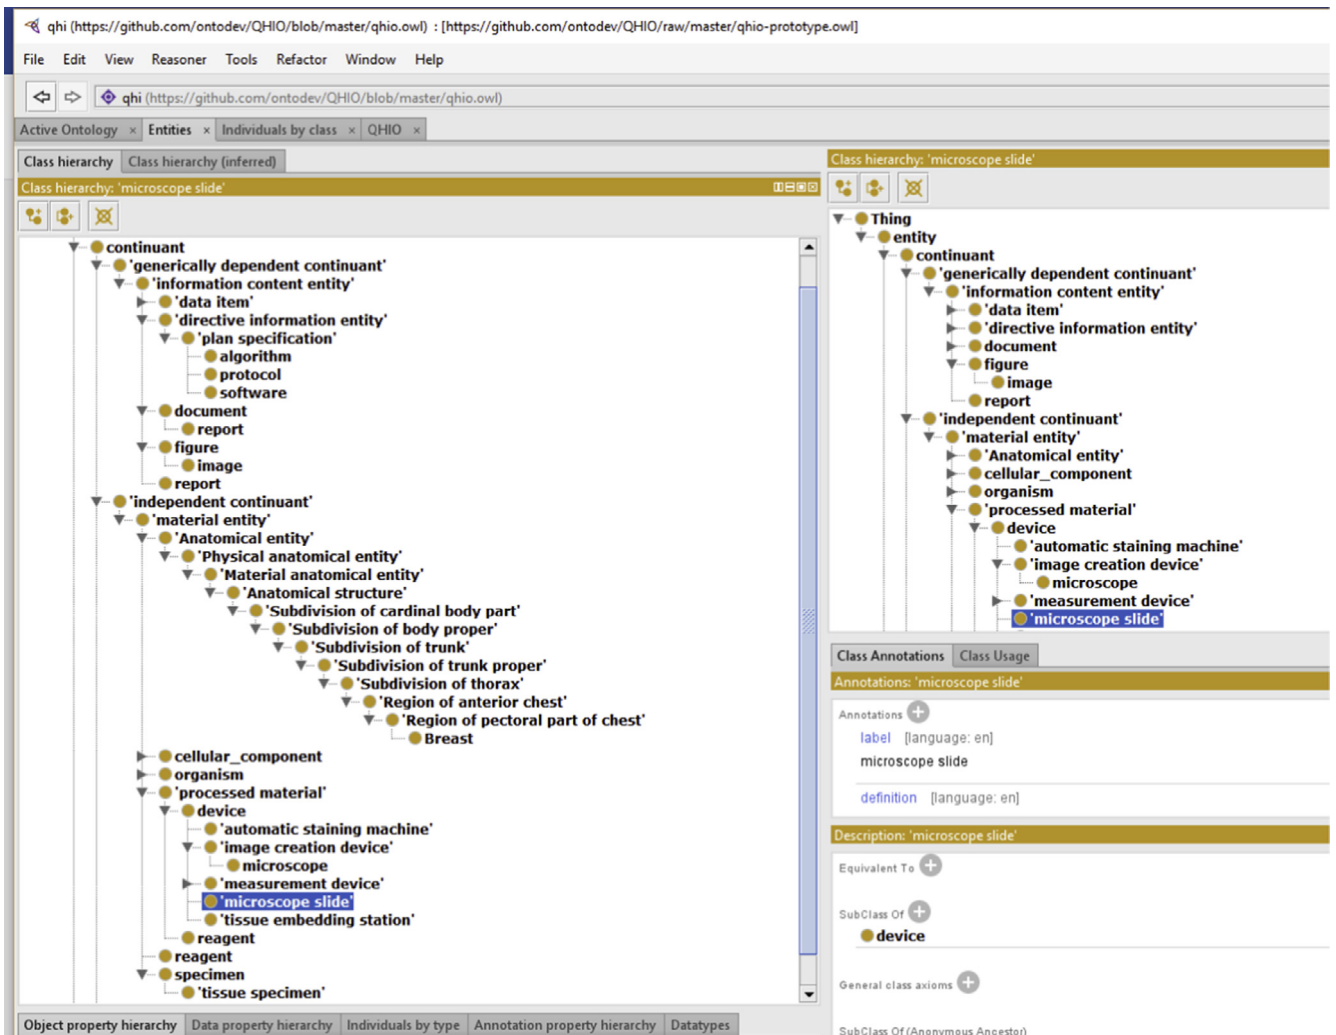 qhi (https://github.com/ontodev/QHIO/blob/master/qhio.owl) : [https://github.com/ontodev/QHIO/raw/master/qhio-prototype.owl]
File Edit View Reasoner Tools Refactor Window Help
qhi (https://github.com/ontodev/QHIO/blob/master/qhio.owl)
Active Ontology × Entities × Individuals by class × QHIO ×
Class hierarchy Class hierarchy (inferred)
Class hierarchy: 'microscope slide'
continuant
'generically dependent continuant'
'information content entity'
'data item'
'directive information entity'
'plan specification'
algorithm
protocol
software
document
report
figure
image
report
'independent continuant'
'material entity'
'Anatomical entity'
'Physical anatomical entity'
'Material anatomical entity'
'Anatomical structure'
'Subdivision of cardinal body part'
'Subdivision of body proper'
'Subdivision of trunk'
'Subdivision of trunk proper'
'Subdivision of thorax'
'Region of anterior chest'
'Region of pectoral part of chest'
Breast
cellular_component
organism
'processed material'
device
'automatic staining machine'
'image creation device'
microscope
'measurement device'
'microscope slide'
'tissue embedding station'
reagent
reagent
specimen
'tissue specimen'
Object property hierarchy Data property hierarchy Individuals by type Annotation property hierarchy Datatypes
Class hierarchy: 'microscope slide'
Thing
entity
continuant
'generically dependent continuant'
'information content entity'
'data item'
'directive information entity'
document
figure
image
report
'independent continuant'
'material entity'
'Anatomical entity'
cellular_component
organism
'processed material'
device
'automatic staining machine'
'image creation device'
microscope
'measurement device'
'microscope slide'
Class Annotations Class Usage
Annotations: 'microscope slide'
Annotations
label [language: en]
microscope slide
definition [language: en]
Description: 'microscope slide'
Equivalent To
SubClass Of
device
General class axioms
SubClass Of (Anonymous Ancestor)